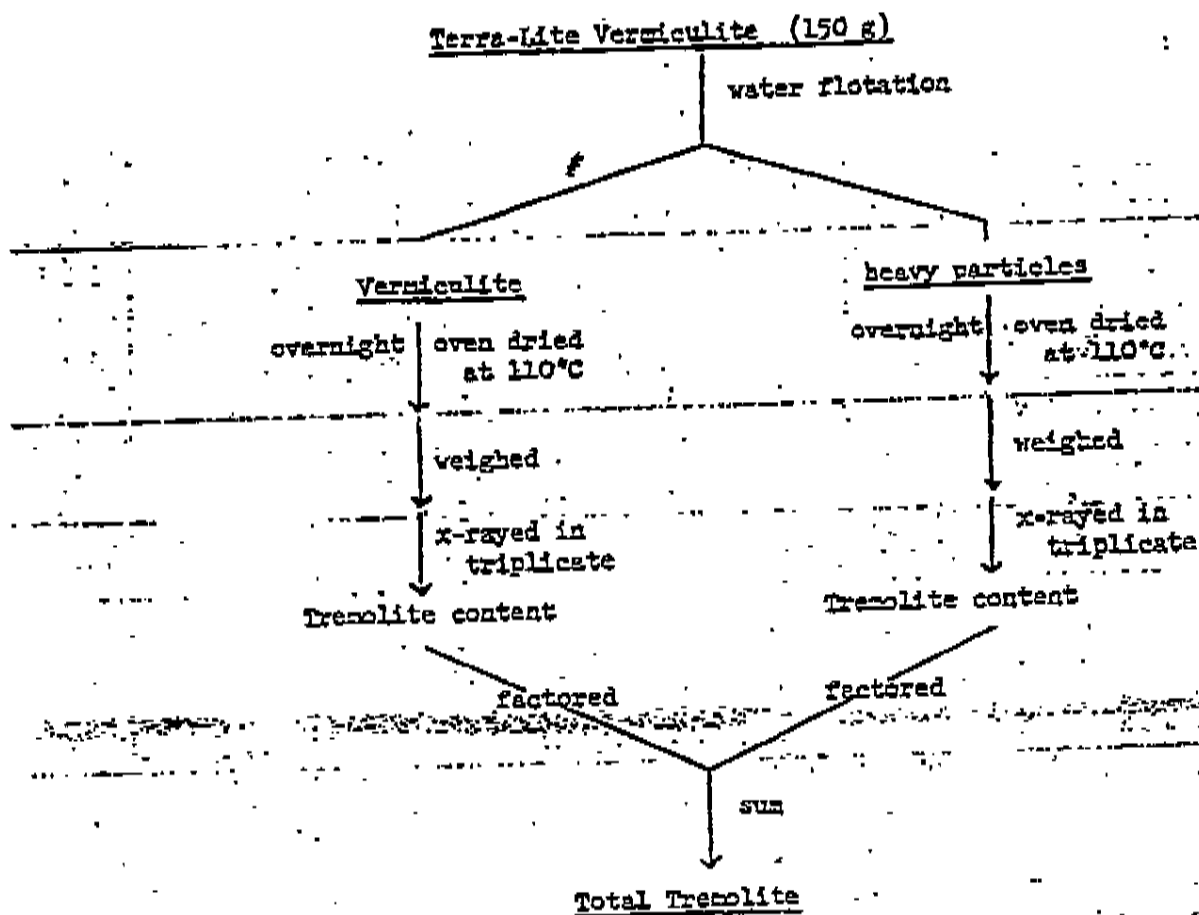 Terra-Lite Vermiculite (150 g)
water flotation
Vermiculite
heavy particles
overnight
oven dried
at 110°C
overnight
oven dried
at 110°C
weighed
weighed
x-rayed in
triplicate
x-rayed in
triplicate
Tremolite content
Tremolite content
factored
factored
sum
Total Tremolite